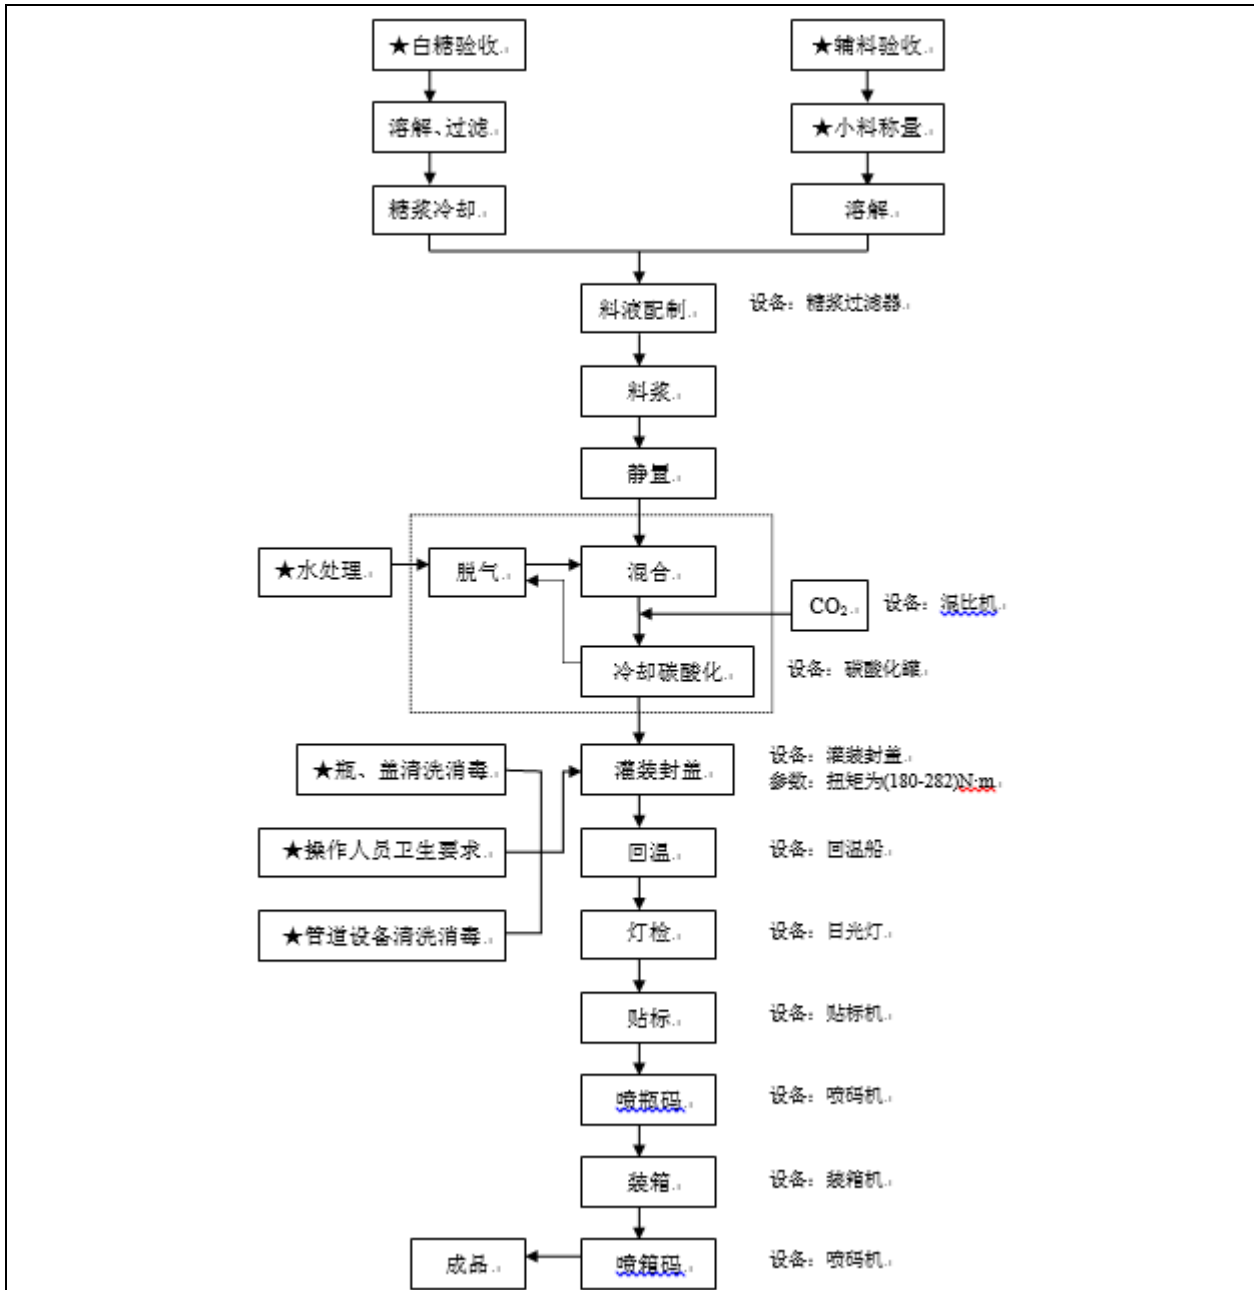 ★白糖验收
★辅料验收
溶解、过滤
★小料称量
糖浆冷却
溶解
料液配制
设备：糖浆过滤器
料浆
静置
★水处理
脱气
混合
CO₂
设备：混比机
冷却碳酸化
设备：碳酸化罐
★瓶、盖清洗消毒
灌装封盖
设备：灌装封盖
参数：扭矩为(180-282)N·m
★操作人员卫生要求
回温
设备：回温船
★管道设备清洗消毒
灯检
设备：日光灯
贴标
设备：贴标机
喷瓶码
设备：喷码机
装箱
设备：装箱机
成品
喷箱码
设备：喷码机